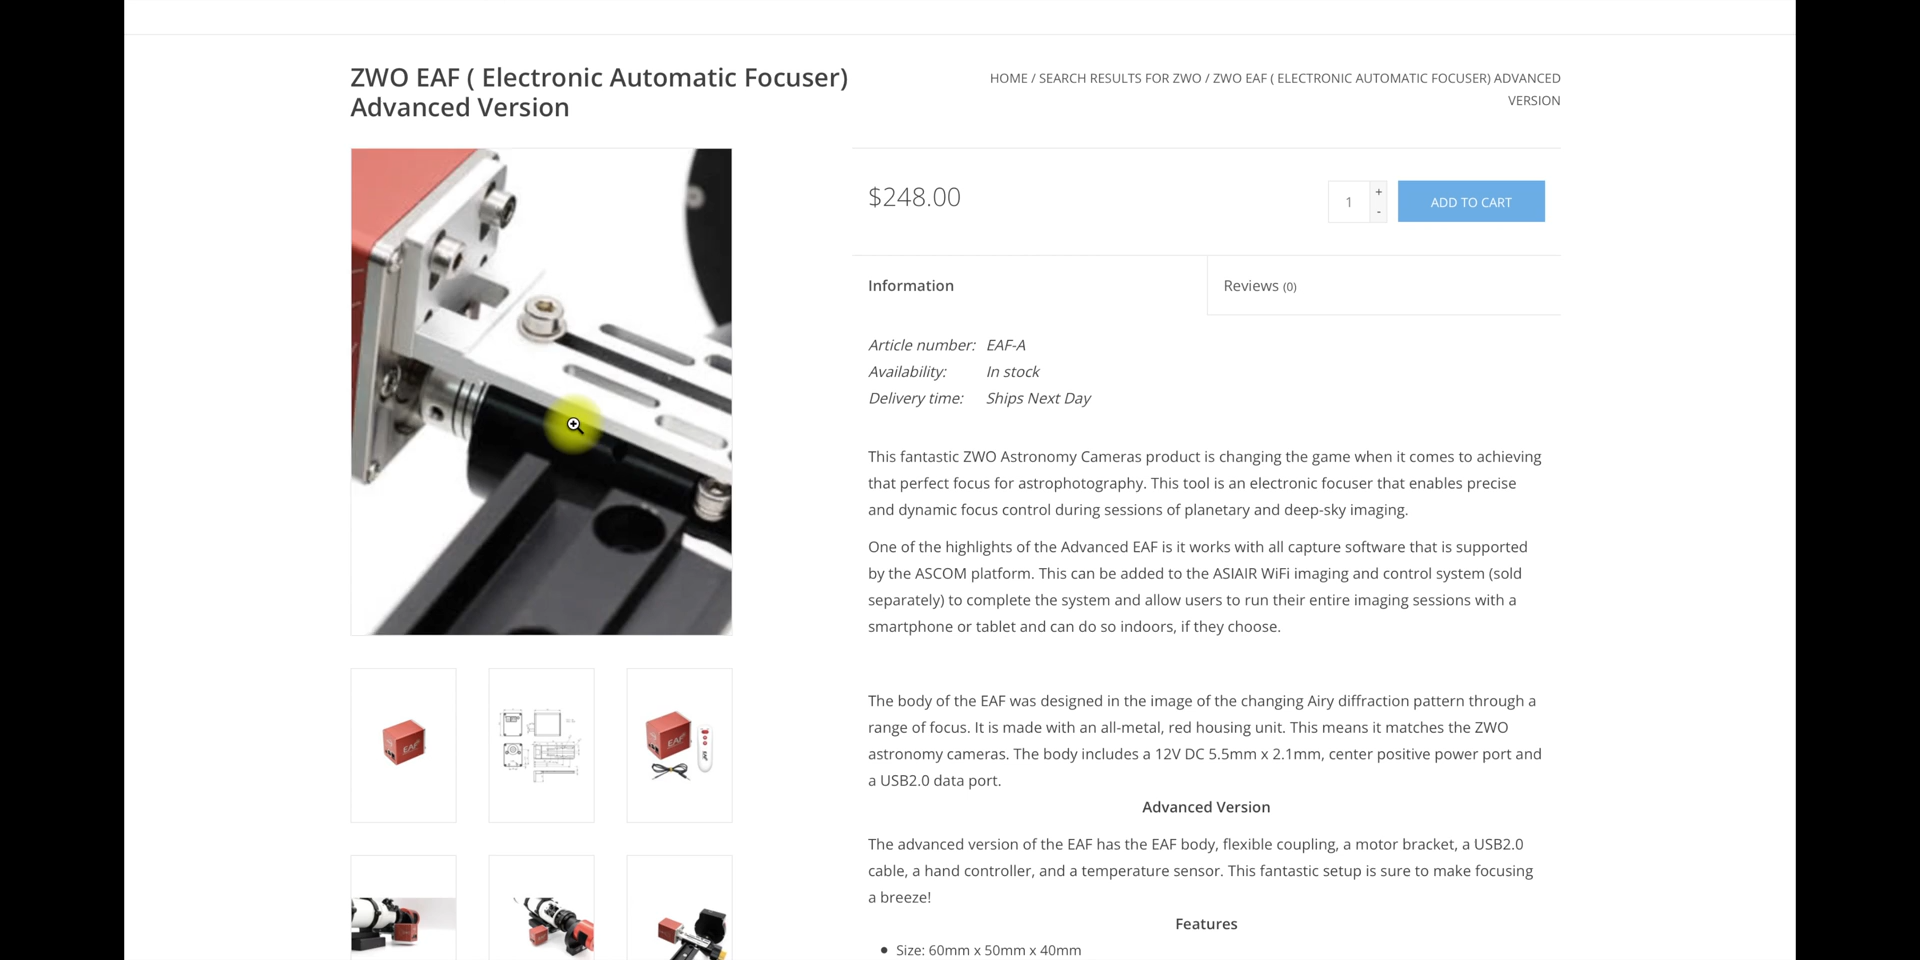 ZWO EAF ( Electronic Automatic Focuser)
Advanced Version
HOME / SEARCH RESULTS FOR ZWO / ZWO EAF ( ELECTRONIC AUTOMATIC FOCUSER) ADVANCED
VERSION
$248.00
1
+
-
ADD TO CART
Information
Reviews (0)
Article number: EAF-A
Availability: In stock
Delivery time: Ships Next Day
This fantastic ZWO Astronomy Cameras product is changing the game when it comes to achieving
that perfect focus for astrophotography. This tool is an electronic focuser that enables precise
and dynamic focus control during sessions of planetary and deep-sky imaging.
One of the highlights of the Advanced EAF is it works with all capture software that is supported
by the ASCOM platform. This can be added to the ASIAIR WiFi imaging and control system (sold
separately) to complete the system and allow users to run their entire imaging sessions with a
smartphone or tablet and can do so indoors, if they choose.
The body of the EAF was designed in the image of the changing Airy diffraction pattern through a
range of focus. It is made with an all-metal, red housing unit. This means it matches the ZWO
astronomy cameras. The body includes a 12V DC 5.5mm x 2.1mm, center positive power port and
a USB2.0 data port.
Advanced Version
The advanced version of the EAF has the EAF body, flexible coupling, a motor bracket, a USB2.0
cable, a hand controller, and a temperature sensor. This fantastic setup is sure to make focusing
a breeze!
Features
● Size: 60mm x 50mm x 40mm
EAF
EAF